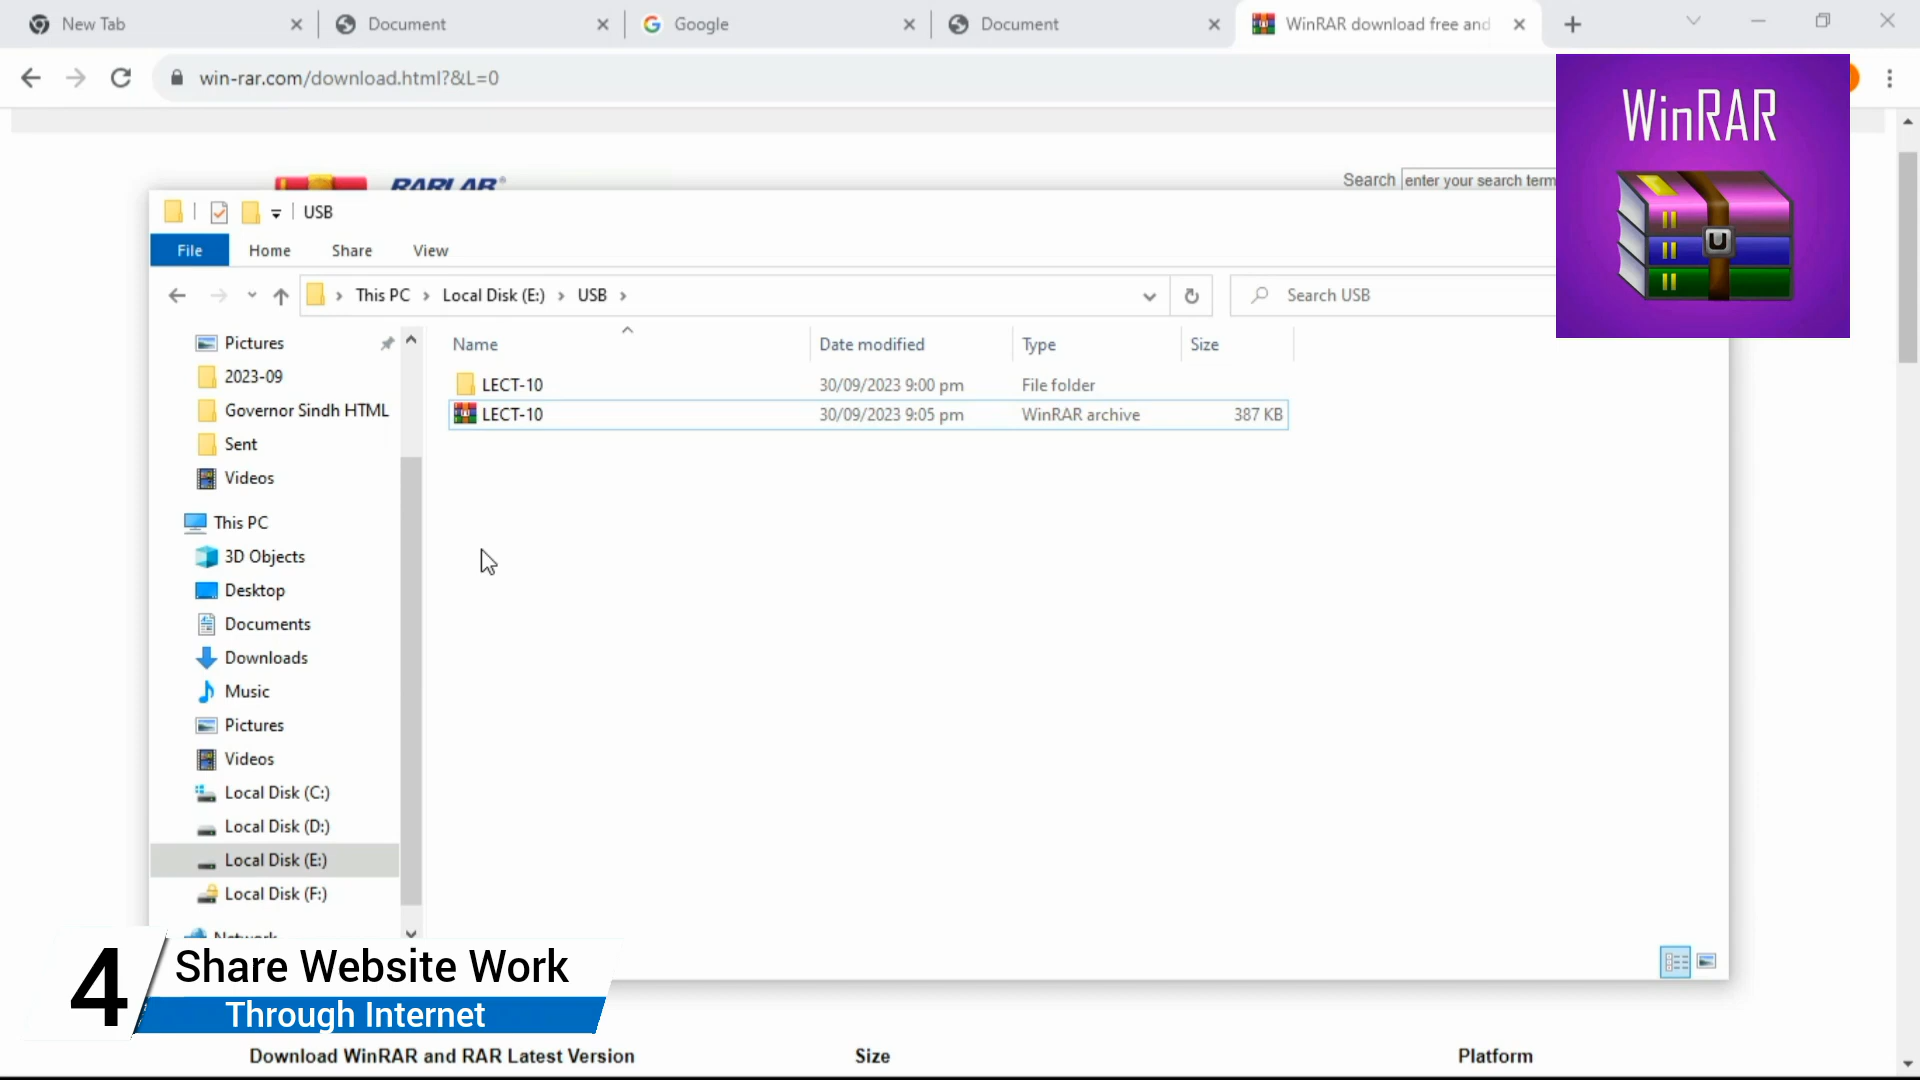 New Tab
Document
Google
Document
WinRAR download free and
win-rar.com/download.html?&L=0
WinRAR
RARLAB®
Search enter your search term
USB
File Home Share View
This PC › Local Disk (E:) › USB ›
Search USB
Name Date modified Type Size
LECT-10 30/09/2023 9:00 pm File folder
LECT-10 30/09/2023 9:05 pm WinRAR archive 387 KB
Pictures
2023-09
Governor Sindh HTML
Sent
Videos
This PC
3D Objects
Desktop
Documents
Downloads
Music
Pictures
Videos
Local Disk (C:)
Local Disk (D:)
Local Disk (E:)
Local Disk (F:)
Network
4
Share Website Work
Through Internet
Download WinRAR and RAR Latest Version Size Platform